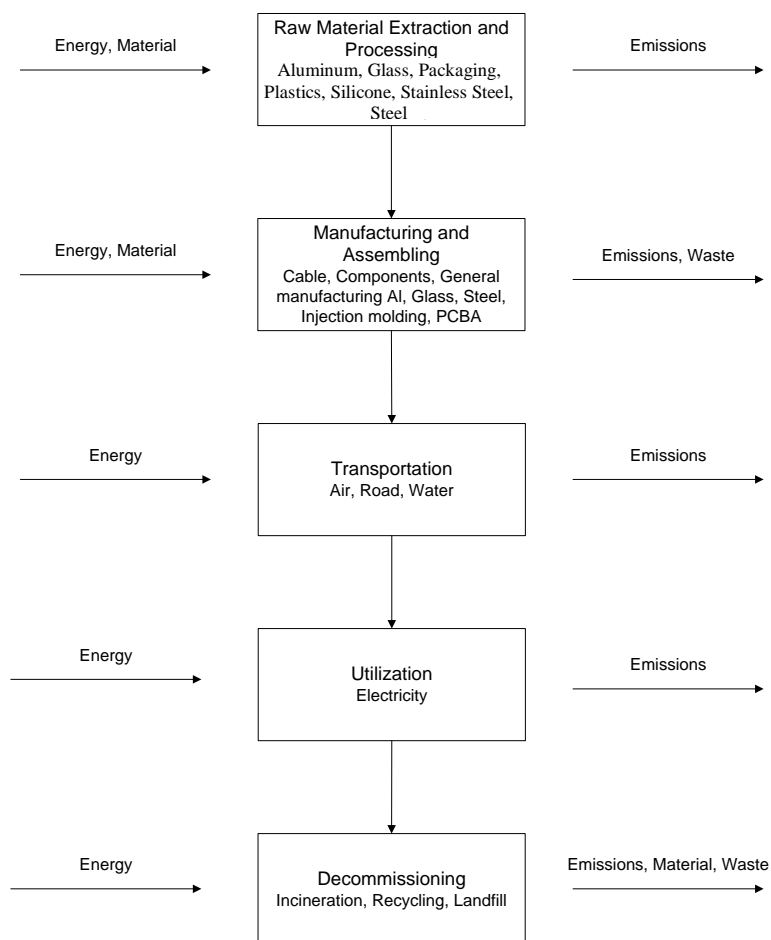 Energy, Material
Raw Material Extraction and
Processing
Aluminum, Glass, Packaging,
Plastics, Silicone, Stainless Steel,
Steel
Emissions
Energy, Material
Manufacturing and
Assembling
Cable, Components, General
manufacturing Al, Glass, Steel,
Injection molding, PCBA
Emissions, Waste
Energy
Transportation
Air, Road, Water
Emissions
Energy
Utilization
Electricity
Emissions
Energy
Decommissioning
Incineration, Recycling, Landfill
Emissions, Material, Waste